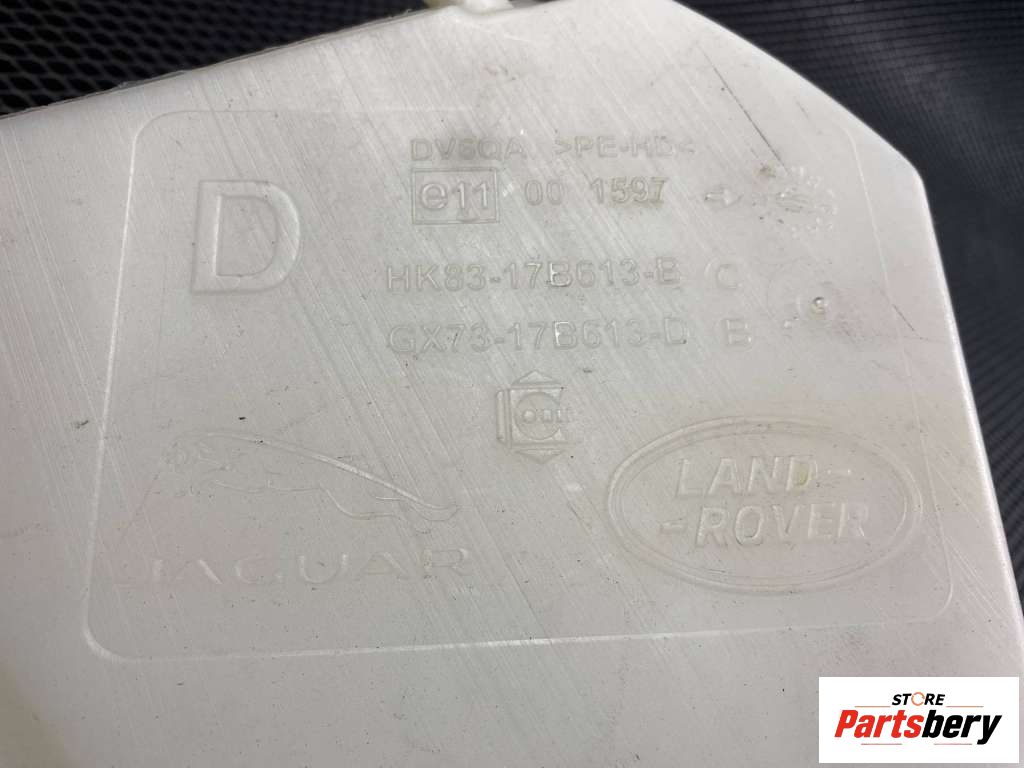 DV6QA >PE-HD<
D
e11 00 1597
HK83-17B613-B C
GX73-17B613-D B
JAGUAR
LAND-
-ROVER
STORE
Partsbery